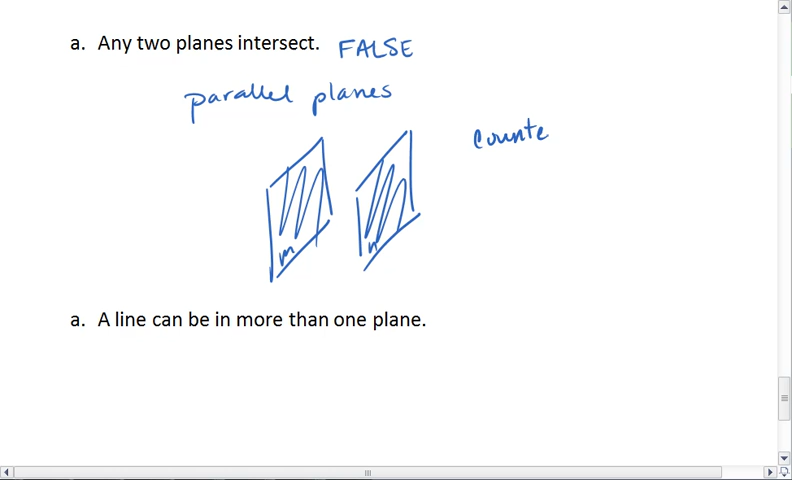 a. Any two planes intersect. FALSE
parallel planes
counte
m
n
a. A line can be in more than one plane.